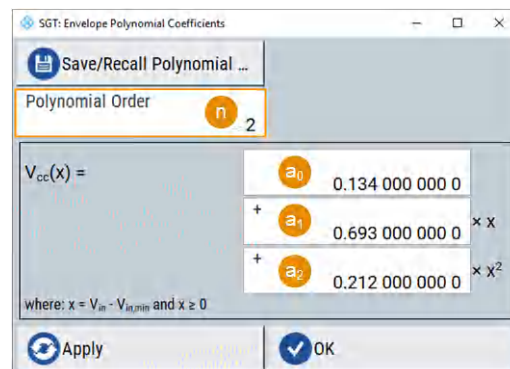 SGT: Envelope Polynomial Coefficients
Save/Recall Polynomial ...
Polynomial Order
n
2
Vcc(x) =
a0
0.134 000 000 0
+
a1
0.693 000 000 0
× x
+
a2
0.212 000 000 0
× x²
where: x = Vin - Vin,min and x ≥ 0
Apply
OK